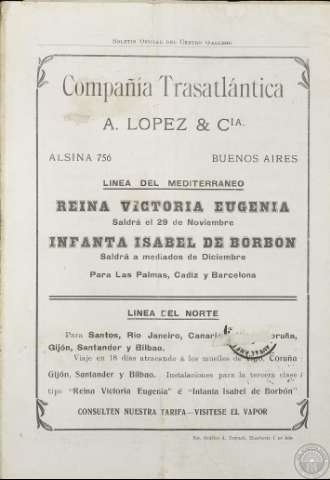 BOLETIN OFICIAL DEL CENTRO GALLEGO
Compañía Trasatlántica
A. LOPEZ & CIA.
ALSINA 756 BUENOS AIRES
LINEA DEL MEDITERRANEO
REINA VICTORIA EUGENIA
Saldrá el 29 de Noviembre
INFANTA ISABEL DE BORBON
Saldrá a mediados de Diciembre
Para Las Palmas, Cadiz y Barcelona
LINEA DEL NORTE
Para Santos, Rio Janeiro, Canarias, Coruña,
Gijón, Santander y Bilbao.
Viaje en 18 dias atracando á los muelles de Vigo, Coruña
Gijón, Santander y Bilbao. Instalaciones para la tercera clase
tipo "Reina Victoria Eugenia" é "Infanta Isabel de Borbón"
CONSULTEN NUESTRA TARIFA—VISITESE EL VAPOR